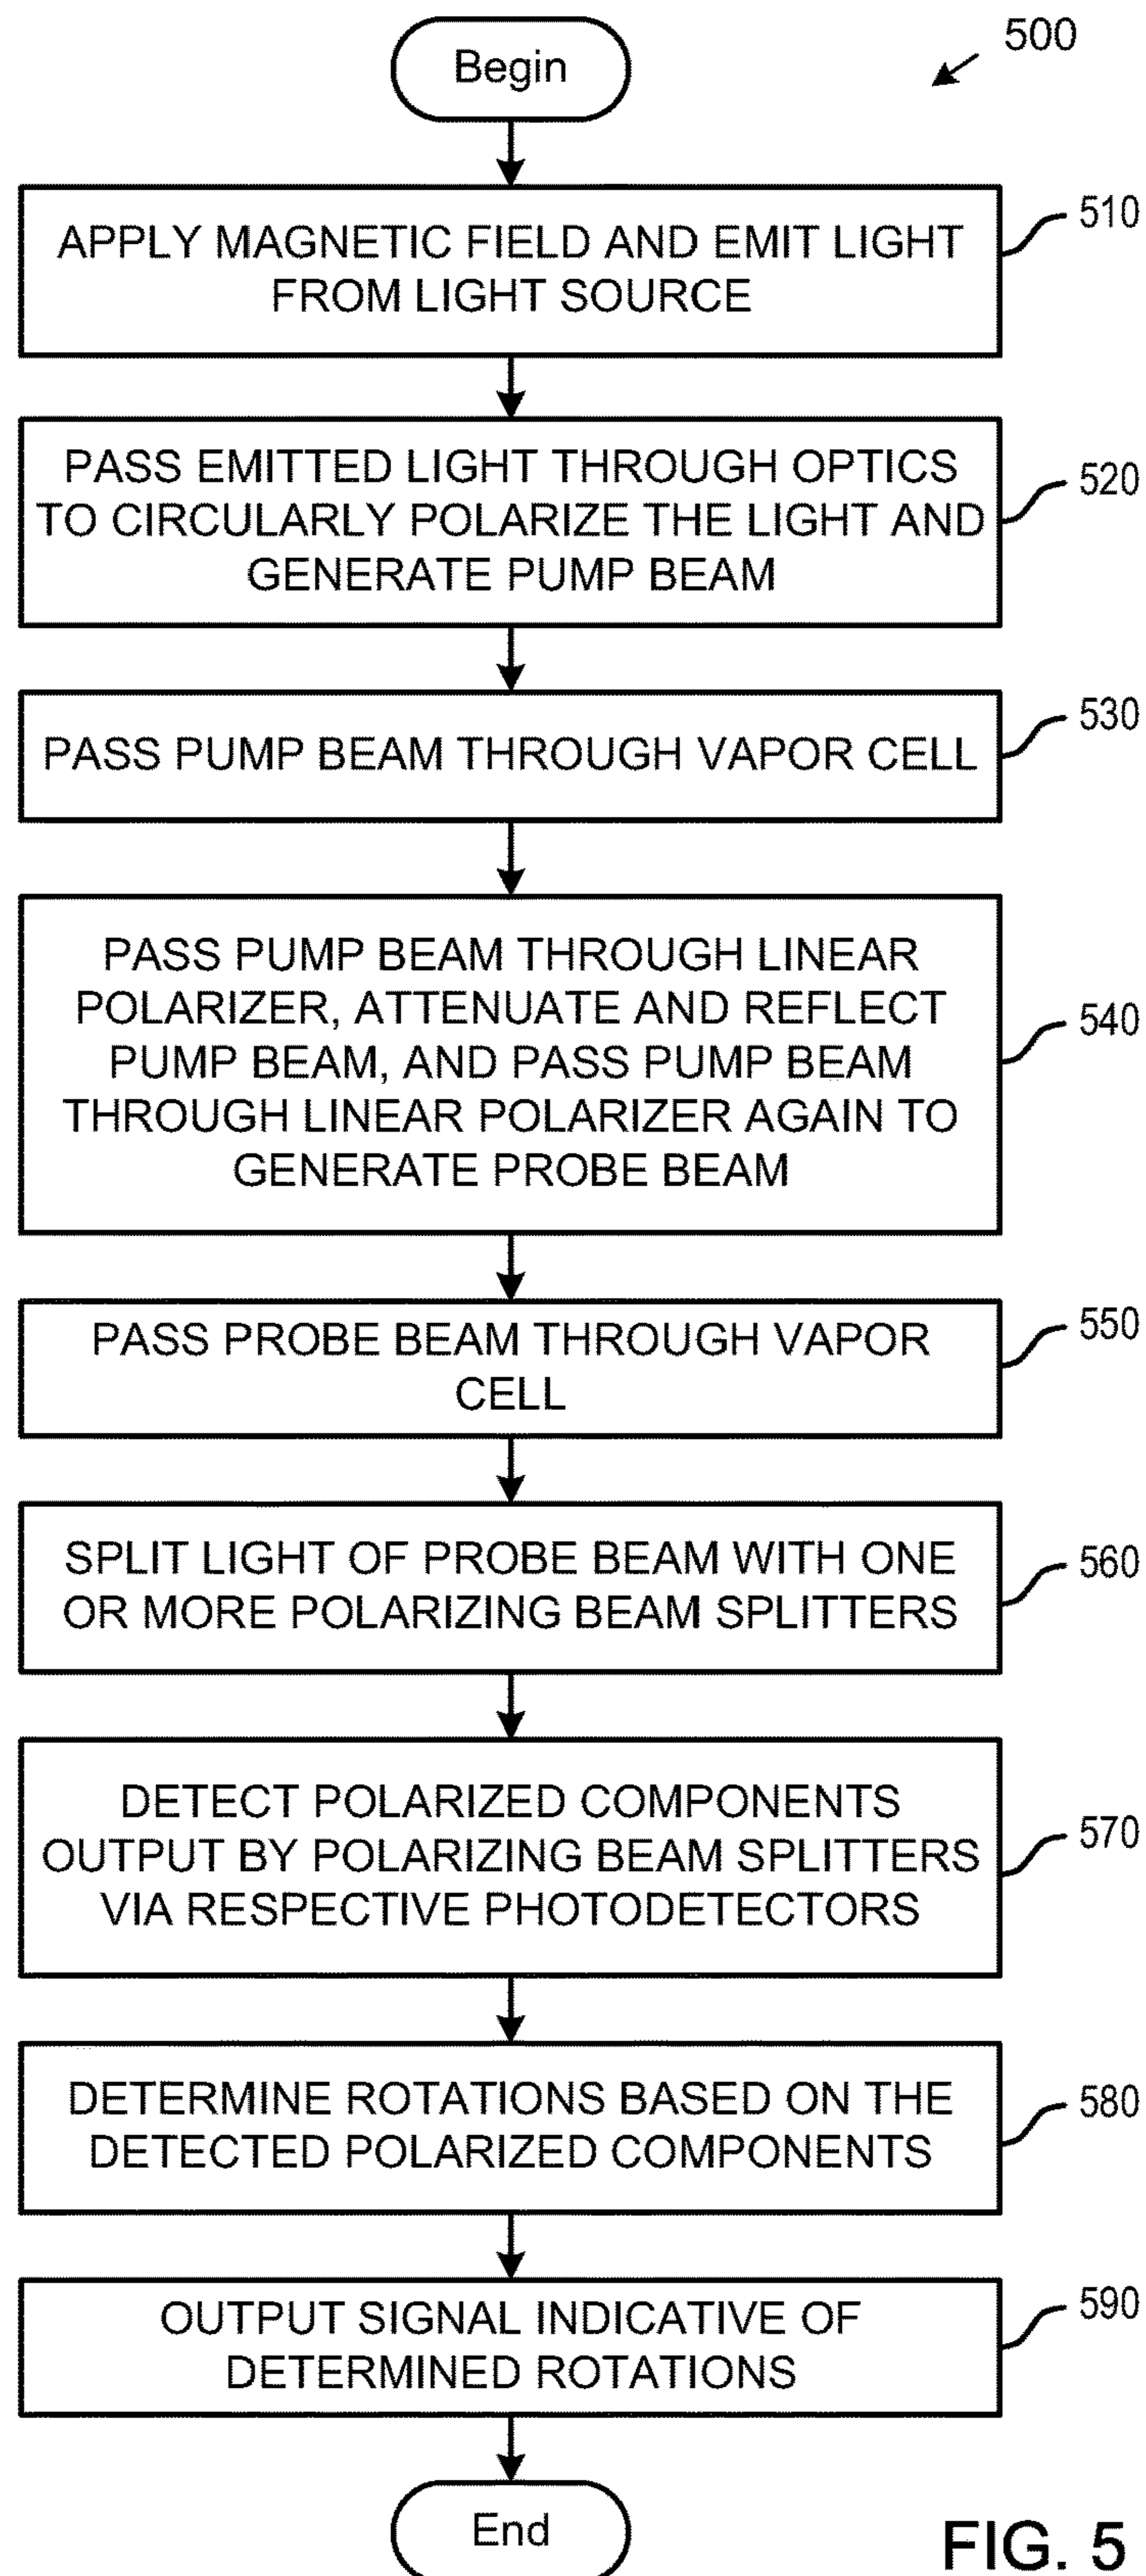 500
Begin
510
APPLY MAGNETIC FIELD AND EMIT LIGHT
FROM LIGHT SOURCE
520
PASS EMITTED LIGHT THROUGH OPTICS
TO CIRCULARLY POLARIZE THE LIGHT AND
GENERATE PUMP BEAM
530
PASS PUMP BEAM THROUGH VAPOR CELL
540
PASS PUMP BEAM THROUGH LINEAR
POLARIZER, ATTENUATE AND REFLECT
PUMP BEAM, AND PASS PUMP BEAM
THROUGH LINEAR POLARIZER AGAIN TO
GENERATE PROBE BEAM
550
PASS PROBE BEAM THROUGH VAPOR
CELL
560
SPLIT LIGHT OF PROBE BEAM WITH ONE
OR MORE POLARIZING BEAM SPLITTERS
570
DETECT POLARIZED COMPONENTS
OUTPUT BY POLARIZING BEAM SPLITTERS
VIA RESPECTIVE PHOTODETECTORS
580
DETERMINE ROTATIONS BASED ON THE
DETECTED POLARIZED COMPONENTS
590
OUTPUT SIGNAL INDICATIVE OF
DETERMINED ROTATIONS
End
FIG. 5